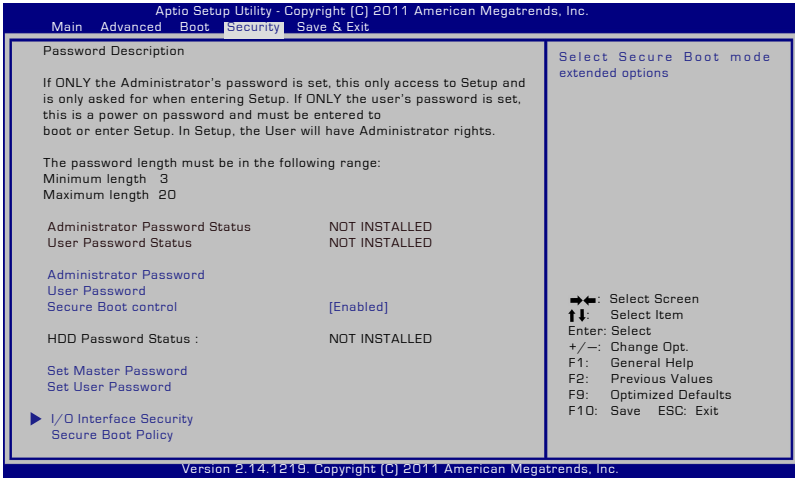 Aptio Setup Utility - Copyright (C) 2011 American Megatrends, Inc.
Main Advanced Boot Security Save & Exit
Password Description
If ONLY the Administrator's password is set, this only access to Setup and
is only asked for when entering Setup. If ONLY the user's password is set,
this is a power on password and must be entered to
boot or enter Setup. In Setup, the User will have Administrator rights.
The password length must be in the following range:
Minimum length 3
Maximum length 20
Administrator Password Status NOT INSTALLED
User Password Status NOT INSTALLED
Administrator Password
User Password
Secure Boot control [Enabled]
HDD Password Status : NOT INSTALLED
Set Master Password
Set User Password
I/O Interface Security
Secure Boot Policy
Select Secure Boot mode
extended options
→←: Select Screen
↑↓: Select Item
Enter: Select
+/—: Change Opt.
F1: General Help
F2: Previous Values
F9: Optimized Defaults
F10: Save ESC: Exit
Version 2.14.1219. Copyright (C) 2011 American Megatrends, Inc.